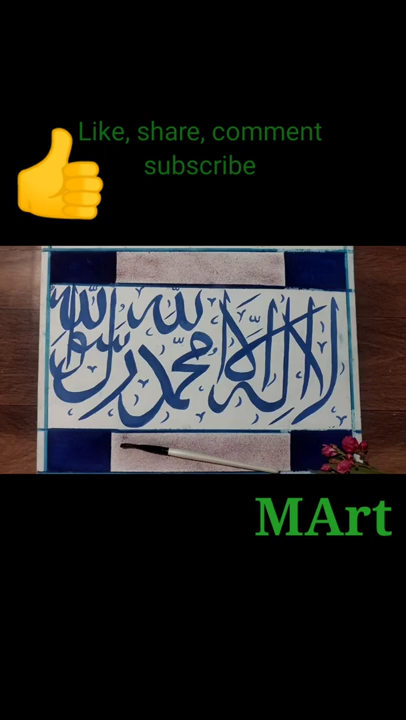 Like, share, comment
subscribe
لا إله إلا الله محمد رسول الله
MArt